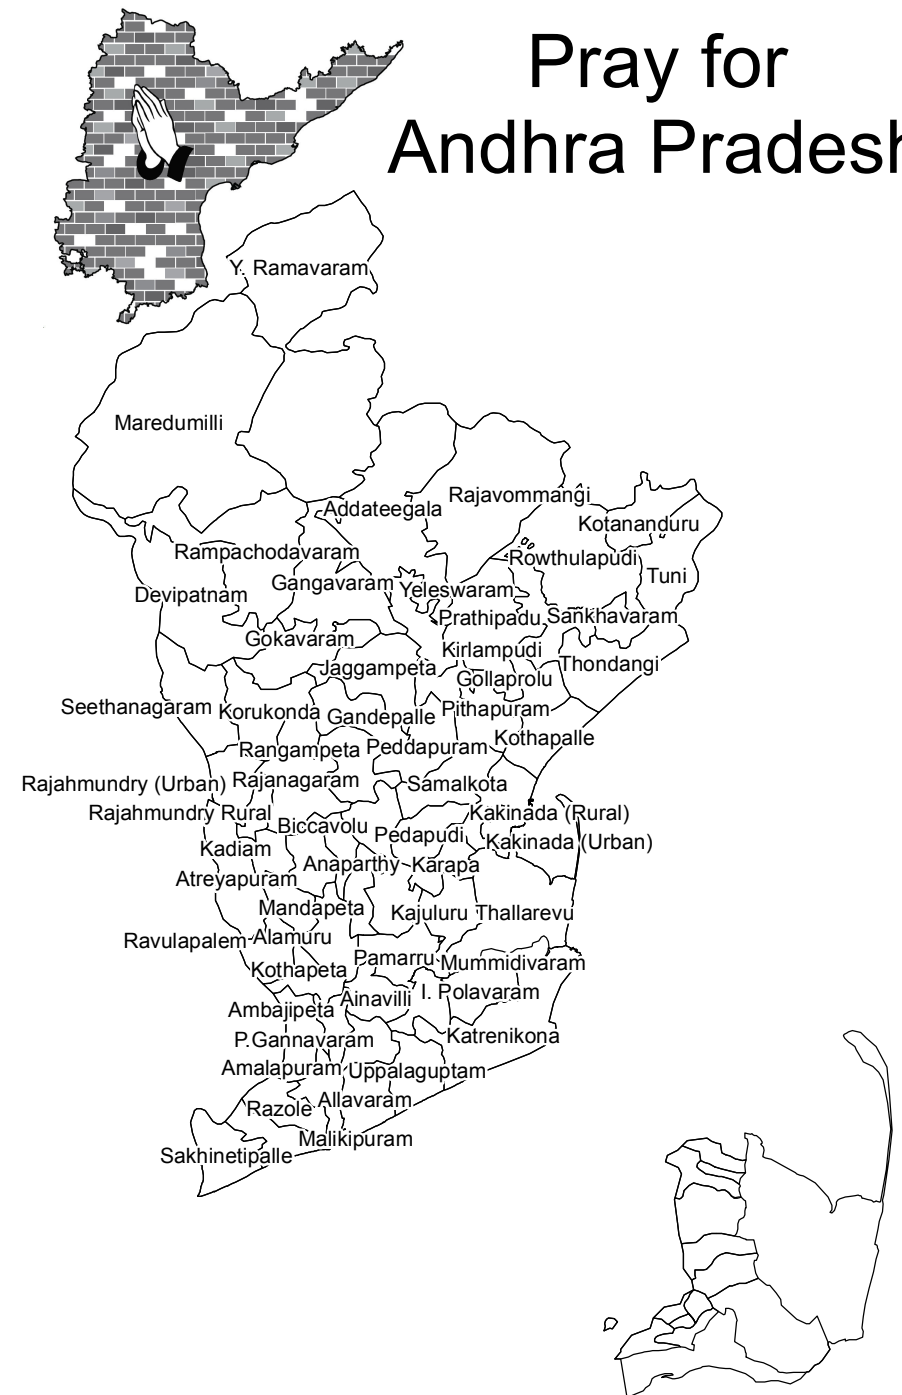 Pray for
Andhra Pradesh
Y. Ramavaram
Maredumilli
Rajavommangi
Addateegala
Kotananduru
Rampachodavaram
Rowthulapudi
Tuni
Gangavaram
Yeleswaram
Devipatnam
Prathipadu
Sankhavaram
Gokavaram
Kirlampudi
Jaggampeta
Thondangi
Gollaprolu
Seethanagaram
Korukonda
Gandepalle
Pithapuram
Rangampeta
Peddapuram
Kothapalle
Rajahmundry (Urban)
Rajanagaram
Samalkota
Rajahmundry Rural
Kakinada (Rural)
Biccavolu
Pedapudi
Kakinada (Urban)
Kadiam
Anaparthy
Karapa
Atreyapuram
Mandapeta
Kajuluru
Thallarevu
Ravulapalem
Alamuru
Pamarru
Mummidivaram
Kothapeta
Ainavilli
I. Polavaram
Ambajipeta
P.Gannavaram
Katrenikona
Amalapuram
Uppalaguptam
Razole
Allavaram
Malikipuram
Sakhinetipalle